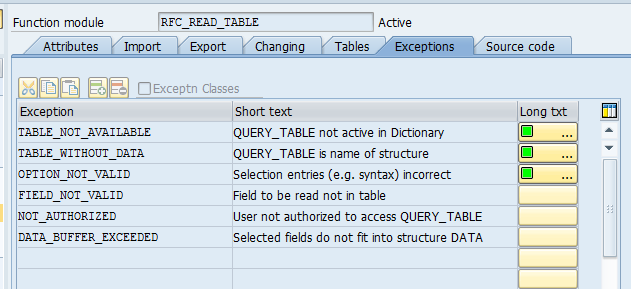 Function module RFC_READ_TABLE Active
Attributes Import Export Changing Tables Exceptions Source code
Exceptn Classes
Exception Short text Long txt
TABLE_NOT_AVAILABLE QUERY_TABLE not active in Dictionary ...
TABLE_WITHOUT_DATA QUERY_TABLE is name of structure ...
OPTION_NOT_VALID Selection entries (e.g. syntax) incorrect ...
FIELD_NOT_VALID Field to be read not in table
NOT_AUTHORIZED User not authorized to access QUERY_TABLE
DATA_BUFFER_EXCEEDED Selected fields do not fit into structure DATA